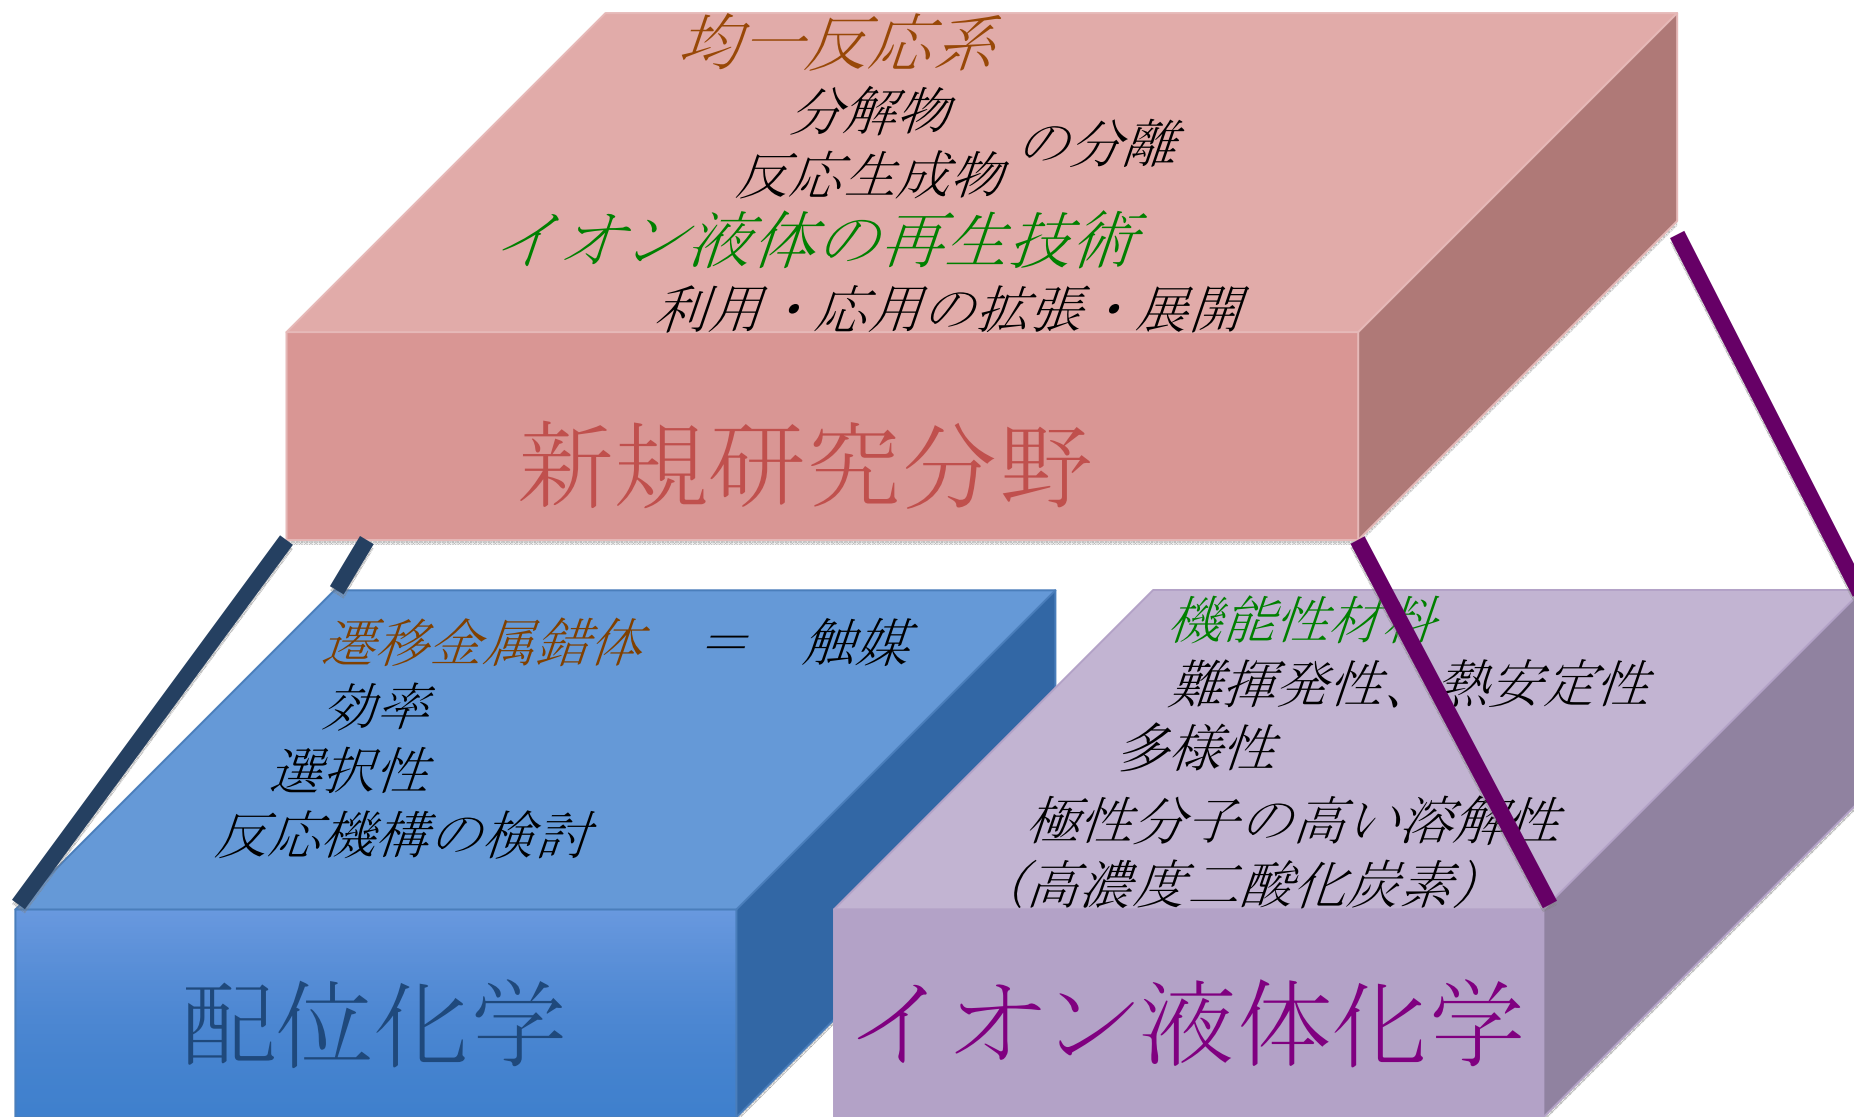 均一反応系
分解物
反応生成物
の分離
イオン液体の再生技術
利用・応用の拡張・展開
新規研究分野
遷移金属錯体 ＝ 触媒
効率
選択性
反応機構の検討
配位化学
機能性材料
難揮発性、熱安定性
多様性
極性分子の高い溶解性
（高濃度二酸化炭素）
イオン液体化学